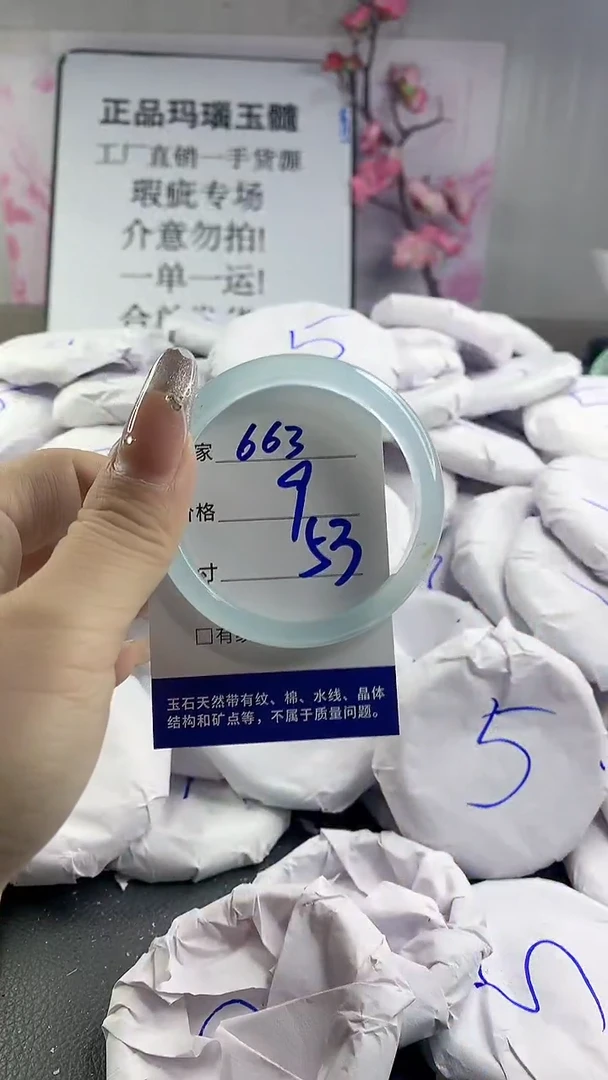 正品玛瑙玉髓
工厂直销一手货源
瑕疵专场
介意勿拍!
一单一运!
5
家 663
格 9
寸 53
□有
玉石天然带有纹、棉、水线、晶体
结构和矿点等，不属于质量问题。
5
5